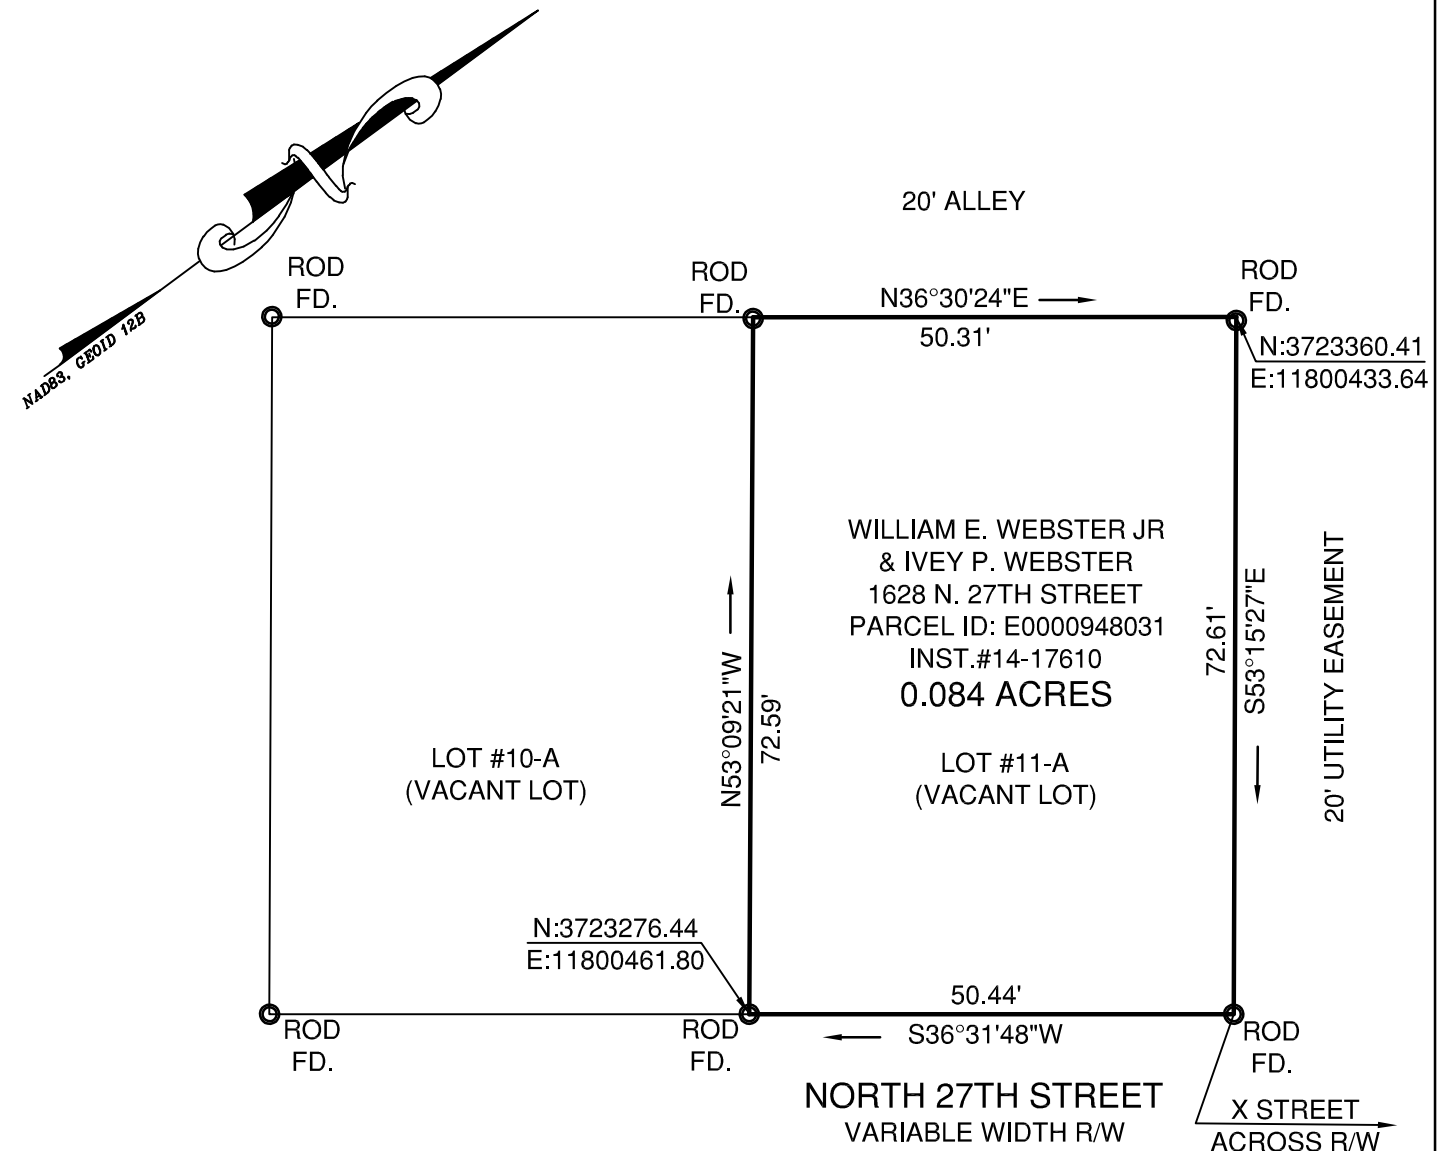 NAD83, GEOID 12B
20' ALLEY
ROD
FD.
ROD
FD.
N36°30'24"E
50.31'
ROD
FD.
N:3723360.41
E:11800433.64
WILLIAM E. WEBSTER JR
& IVEY P. WEBSTER
1628 N. 27TH STREET
PARCEL ID: E0000948031
INST.#14-17610
0.084 ACRES
LOT #11-A
(VACANT LOT)
N53°09'21"W
72.59'
72.61'
S53°15'27"E
20' UTILITY EASEMENT
LOT #10-A
(VACANT LOT)
N:3723276.44
E:11800461.80
50.44'
S36°31'48"W
ROD
FD.
ROD
FD.
ROD
FD.
NORTH 27TH STREET
VARIABLE WIDTH R/W
X STREET
ACROSS R/W